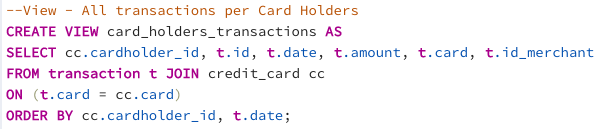 --View - All transactions per Card Holders
CREATE VIEW card_holders_transactions AS
SELECT cc.cardholder_id, t.id, t.date, t.amount, t.card, t.id_merchant
FROM transaction t JOIN credit_card cc
ON (t.card = cc.card)
ORDER BY cc.cardholder_id, t.date;